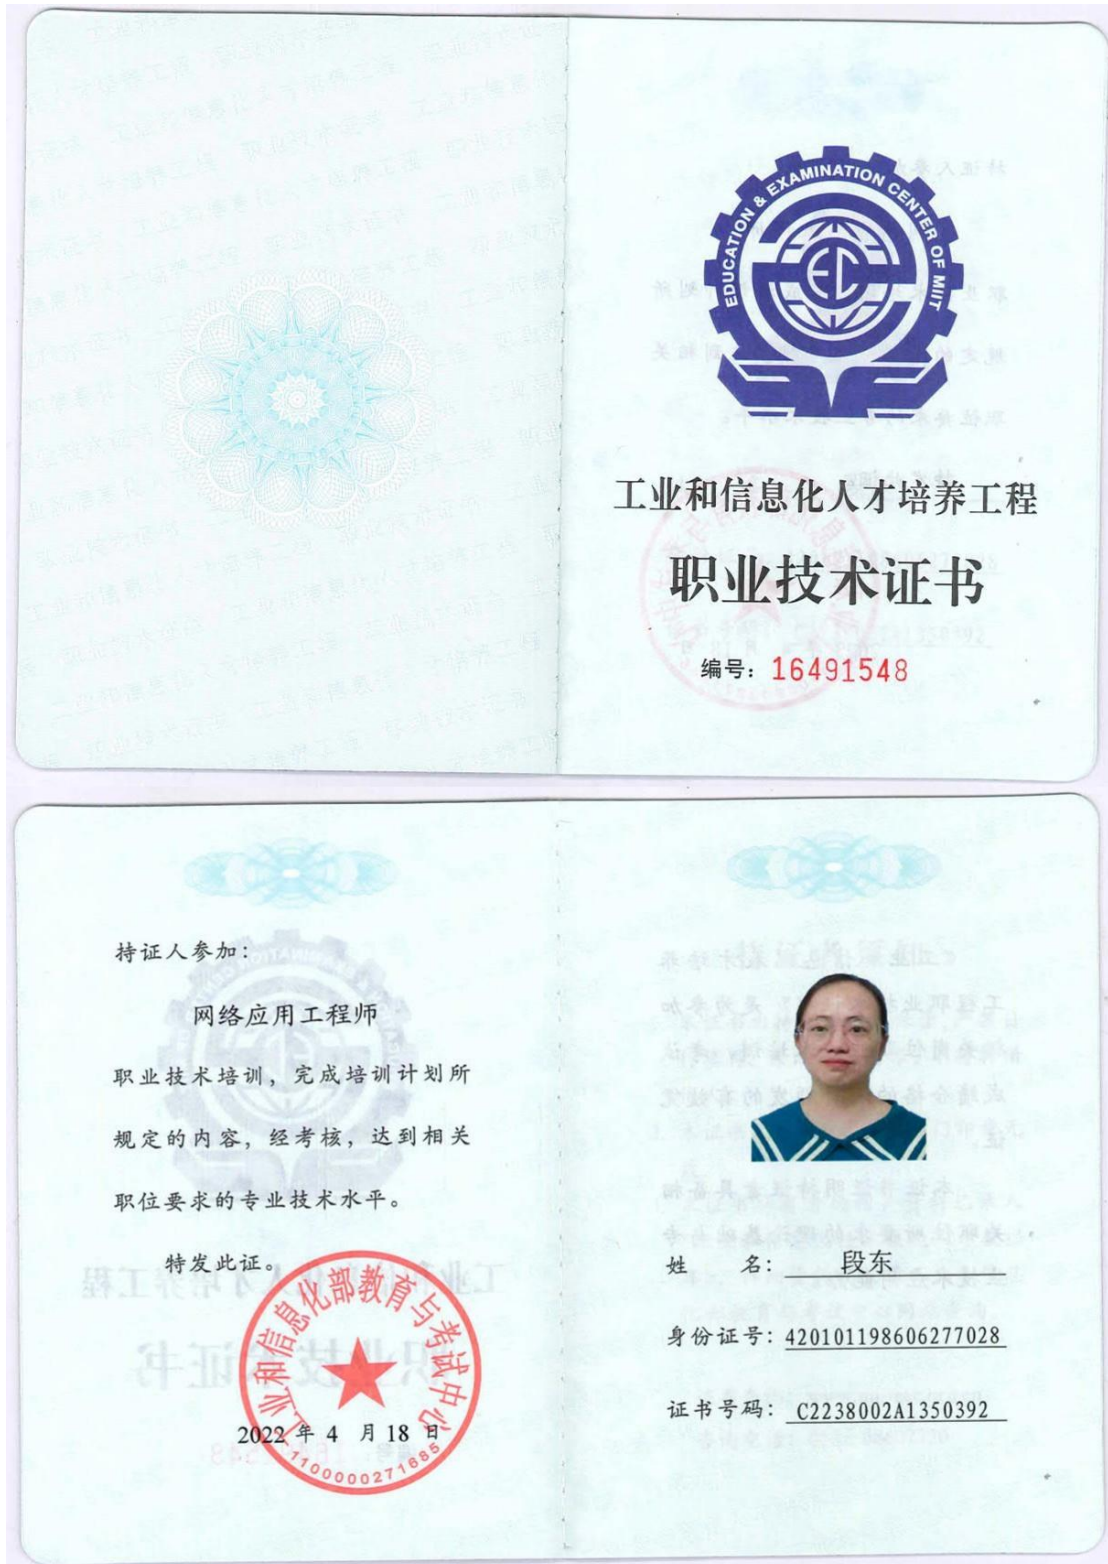 EDUCATION & EXAMINATION CENTER OF MIIT
EC
工业和信息化人才培养工程
职业技术证书
编号：16491548
持证人参加：
网络应用工程师
职业技术培训，完成培训计划所
规定的内容，经考核，达到相关
职位要求的专业技术水平。
特发此证。
工业和信息化部教育与考试中心
2022 年 4 月 18 日
1100000271685
姓 名：段东
身份证号：420101198606277028
证书号码：C2238002A1350392